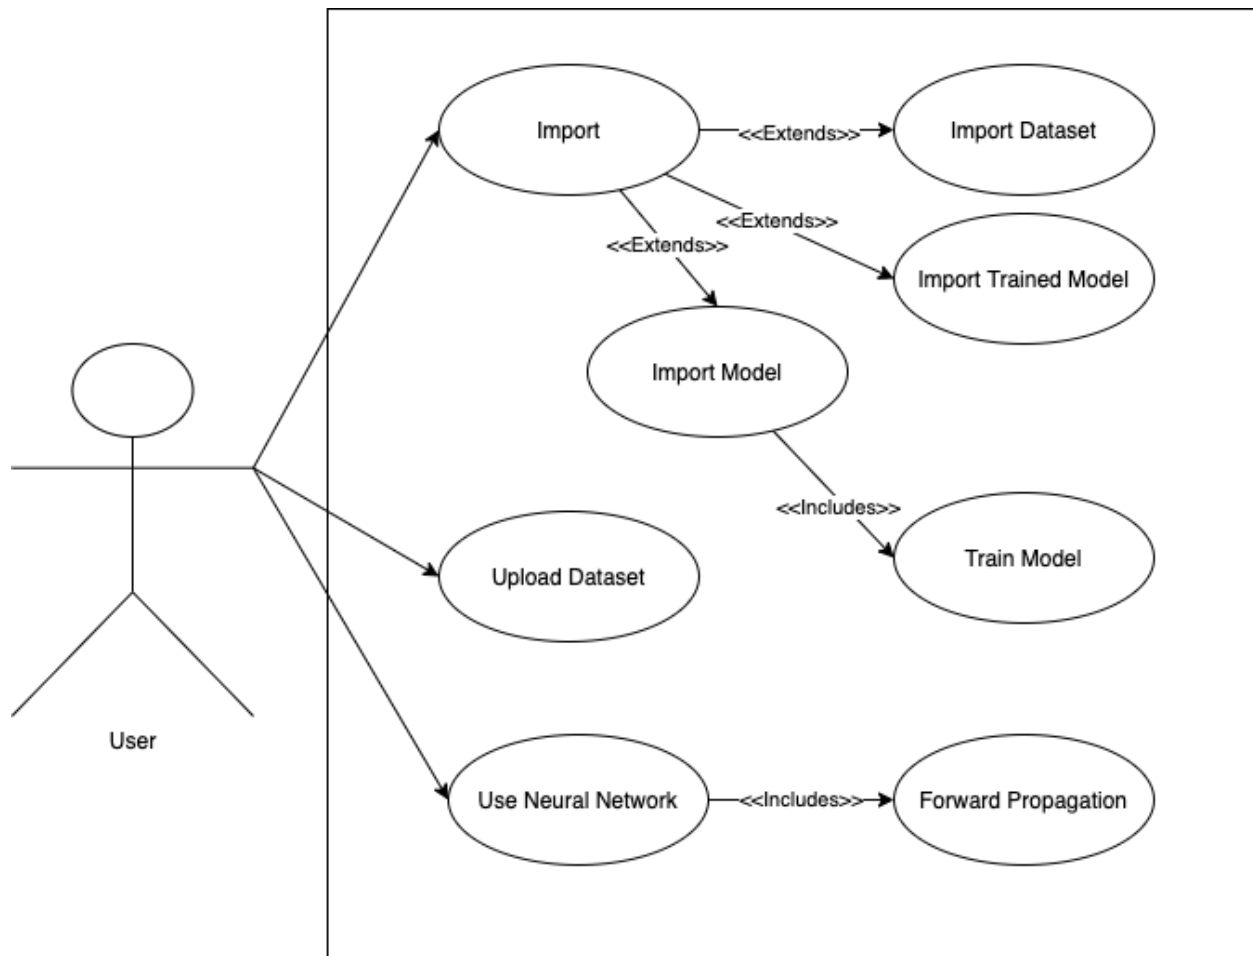 Import
<<Extends>>
Import Dataset
<<Extends>>
<<Extends>>
Import Trained Model
Import Model
<<Includes>>
Train Model
Upload Dataset
User
Use Neural Network
<<Includes>>
Forward Propagation